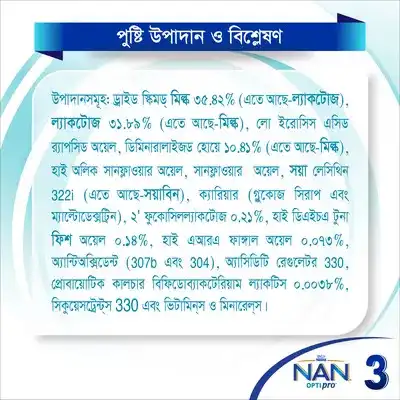 পুষ্টি উপাদান ও বিশ্লেষণ
উপাদানসমূহ: ড্রাইড স্কিমড্ মিল্ক ৩৫.৪২% (এতে আছে-ল্যাকটোজ),
ল্যাকটোজ ৩১.৮৯% (এতে আছে-মিল্ক), লো ইরোসিস এসিড
র‍্যাপসিড অয়েল, ডিমিনারালাইজড হোয়ে ১০.৪১% (এতে আছে-মিল্ক),
হাই অলিক সানফ্লাওয়ার অয়েল, সানফ্লাওয়ার অয়েল, সয়া লেসিথিন
322i (এতে আছে-সয়াবিন), ক্যারিয়ার (গ্লুকোজ সিরাপ এবং
ম্যাল্টোডেক্সট্রিন), ২' ফুকোসিলল্যাকটোজ ০.২১%, হাই ডিএইচএ টুনা
ফিশ অয়েল ০.১৪%, হাই এআরএ ফাঙ্গাল অয়েল ০.০৭৩%,
অ্যান্টিঅক্সিডেন্ট (307b এবং 304), অ্যাসিডিটি রেগুলেটর 330,
প্রোবায়োটিক কালচার বিফিডোব্যাকটেরিয়াম ল্যাকটিস ০.০০৩৮%,
সিকুয়েসট্রেন্টস 330 এবং ভিটামিনস ও মিনারেলস।
NAN 3
OPTIpro